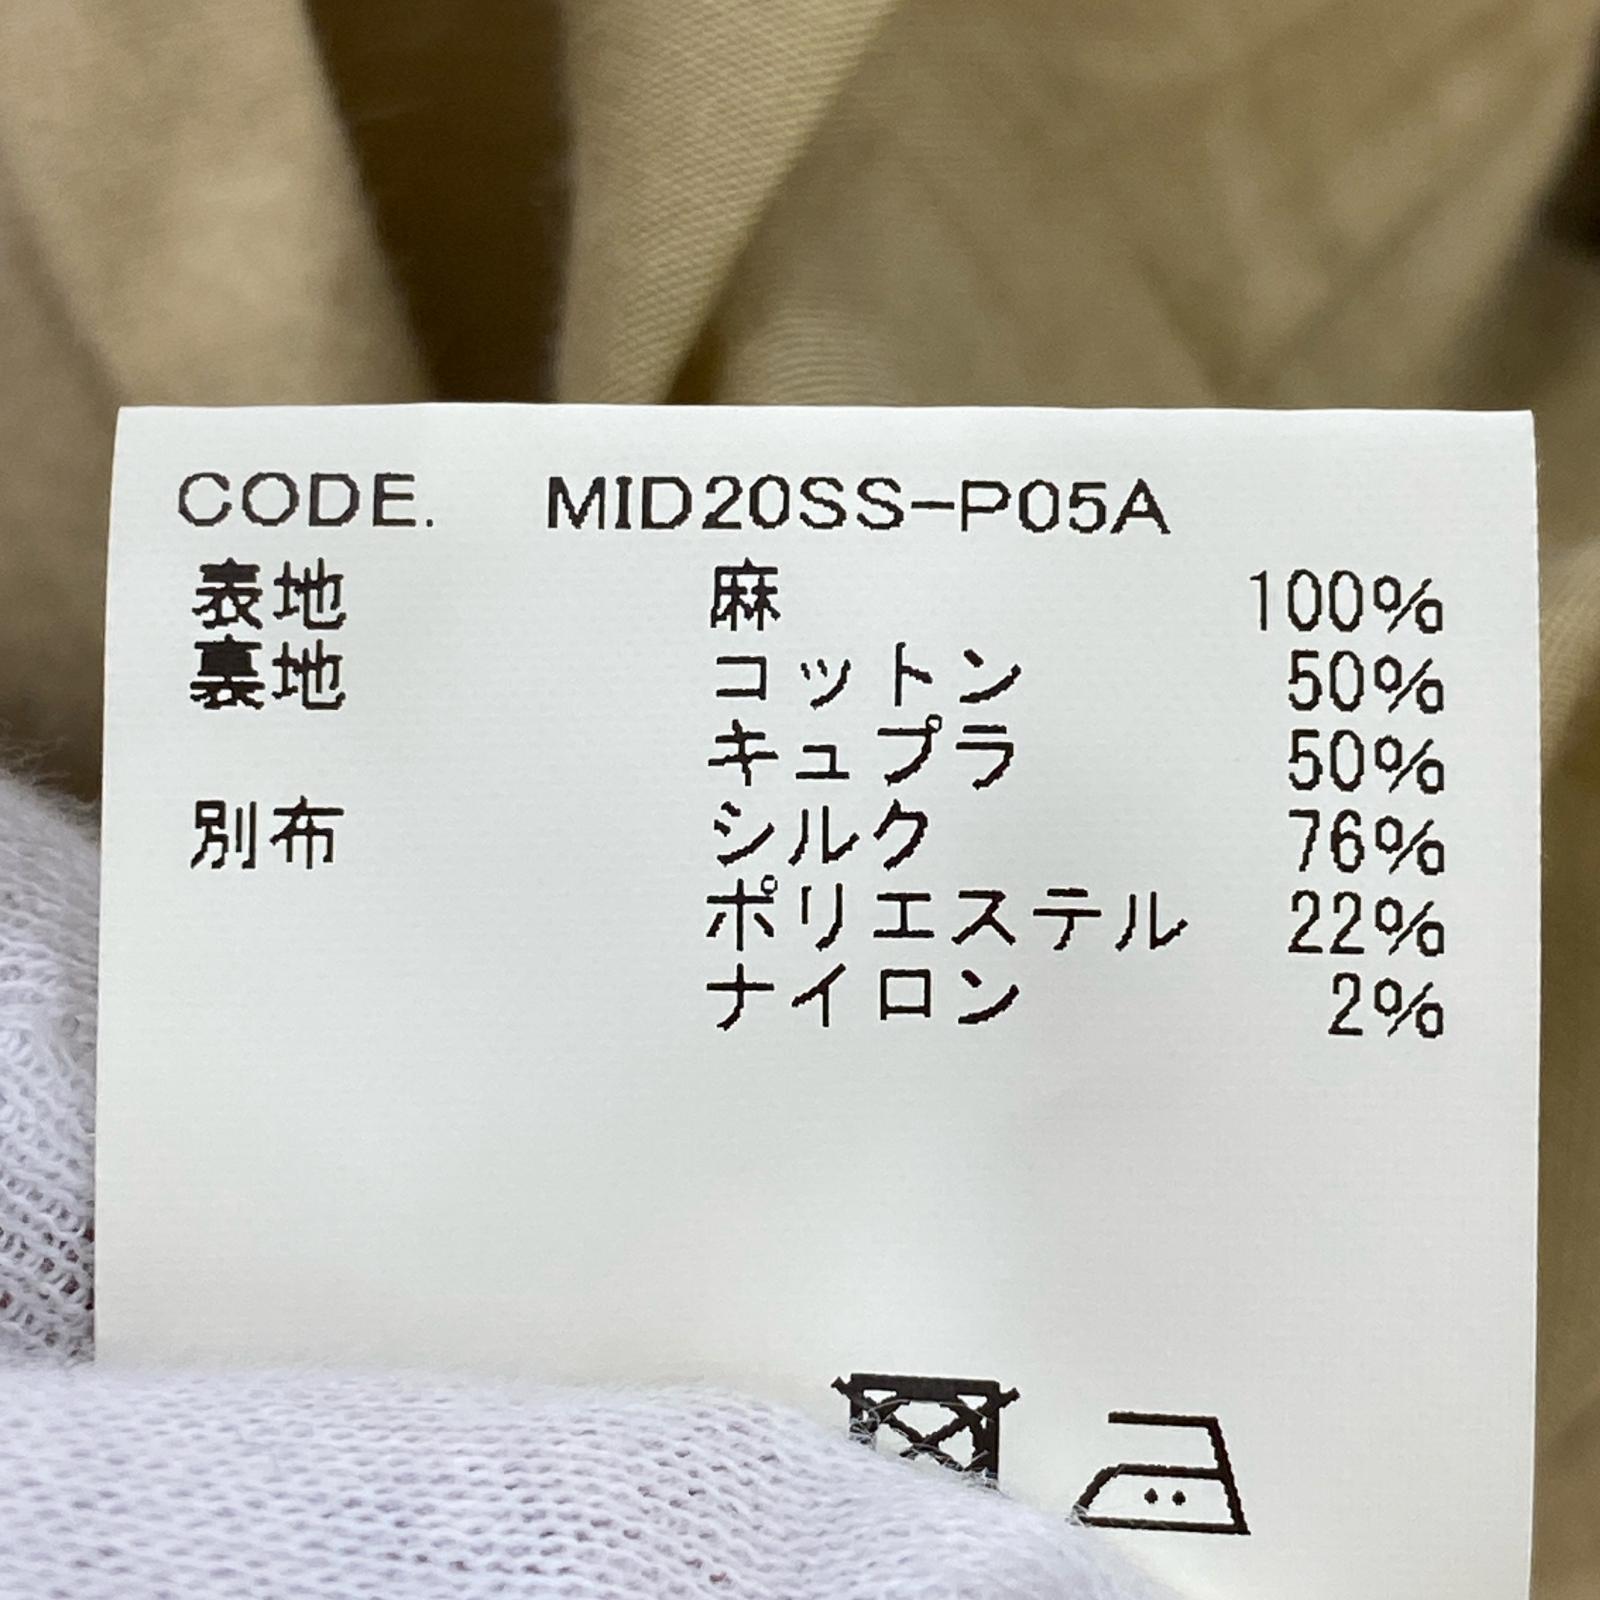 CODE. MID20SS-P05A
表地 麻 100%
裏地 コットン 50%
キュプラ 50%
別布 シルク 76%
ポリエステル 22%
ナイロン 2%